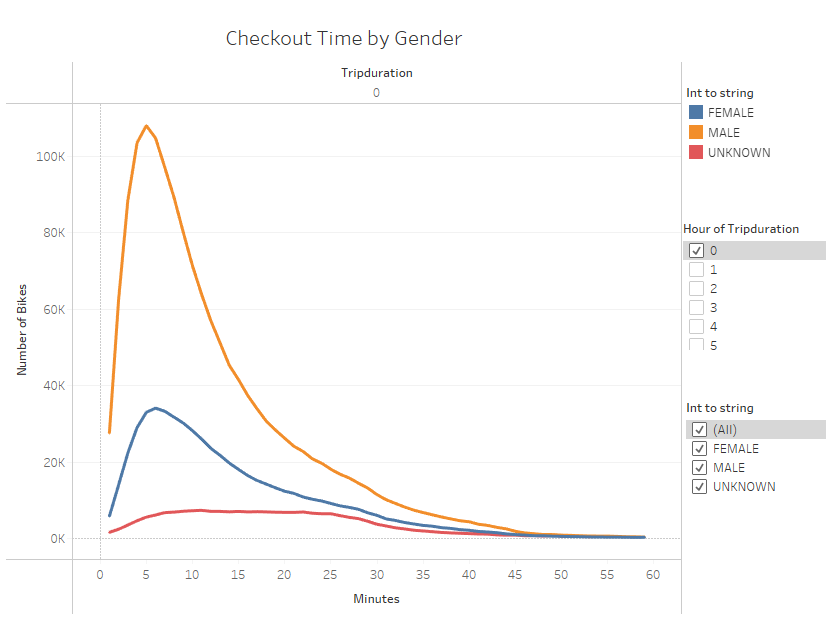 Checkout Time by Gender
Tripduration
0
100K
80K
60K
40K
20K
0K
Number of Bikes
0 5 10 15 20 25 30 35 40 45 50 55 60
Minutes
Int to string
FEMALE
MALE
UNKNOWN
Hour of Tripduration
0
1
2
3
4
5
Int to string
(All)
FEMALE
MALE
UNKNOWN